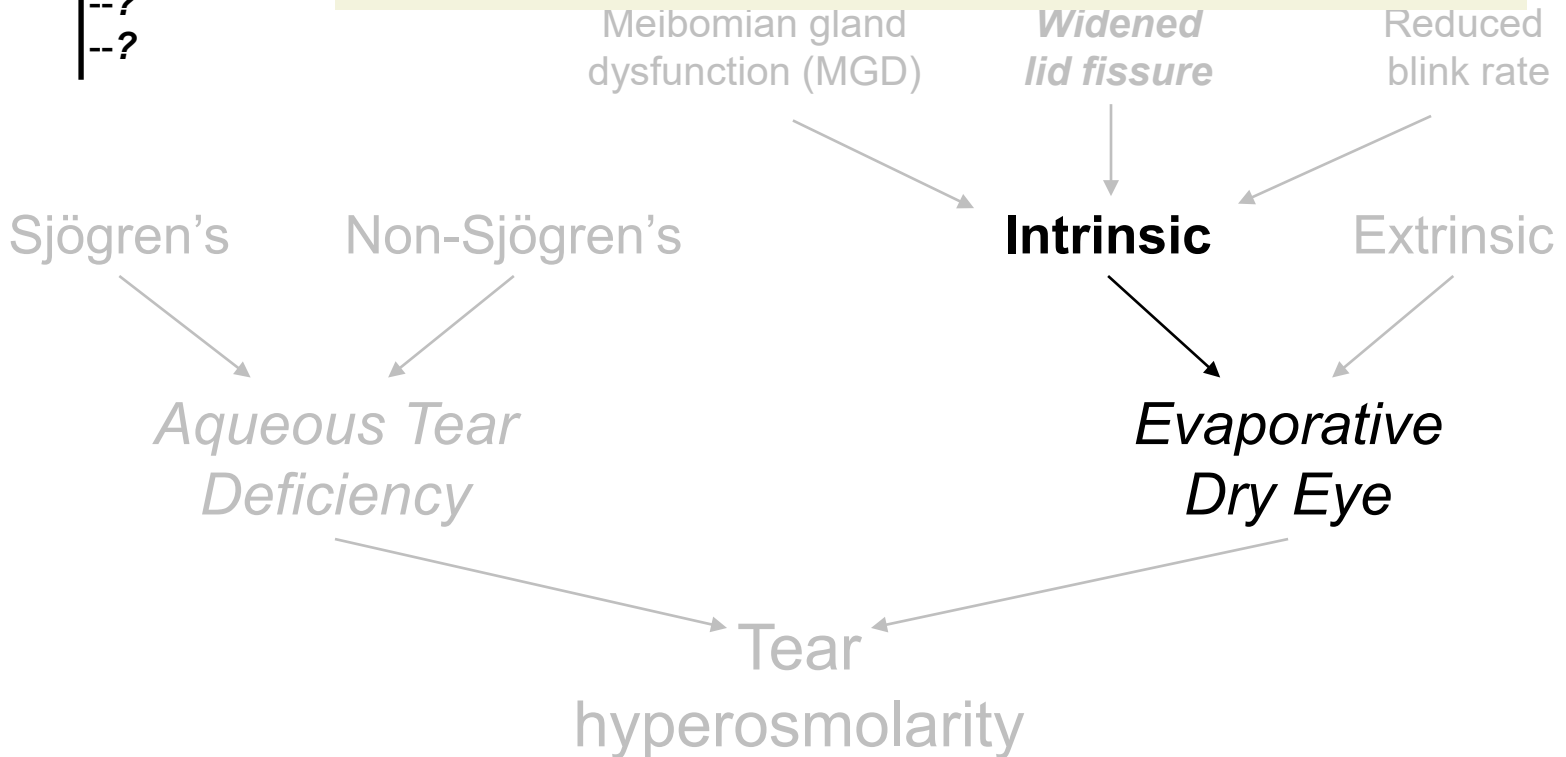 --?
--?
Meibomian gland
dysfunction (MGD)
Widened
lid fissure
Reduced
blink rate
Sjögren’s
Non-Sjögren’s
Intrinsic
Extrinsic
Aqueous Tear
Deficiency
Evaporative
Dry Eye
Tear
hyperosmolarity